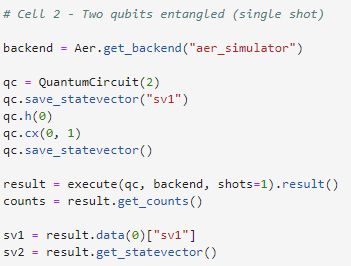 # Cell 2 - Two qubits entangled (single shot)
backend = Aer.get_backend("aer_simulator")
qc = QuantumCircuit(2)
qc.save_statevector("sv1")
qc.h(0)
qc.cx(0, 1)
qc.save_statevector()
result = execute(qc, backend, shots=1).result()
counts = result.get_counts()
sv1 = result.data(0)["sv1"]
sv2 = result.get_statevector()